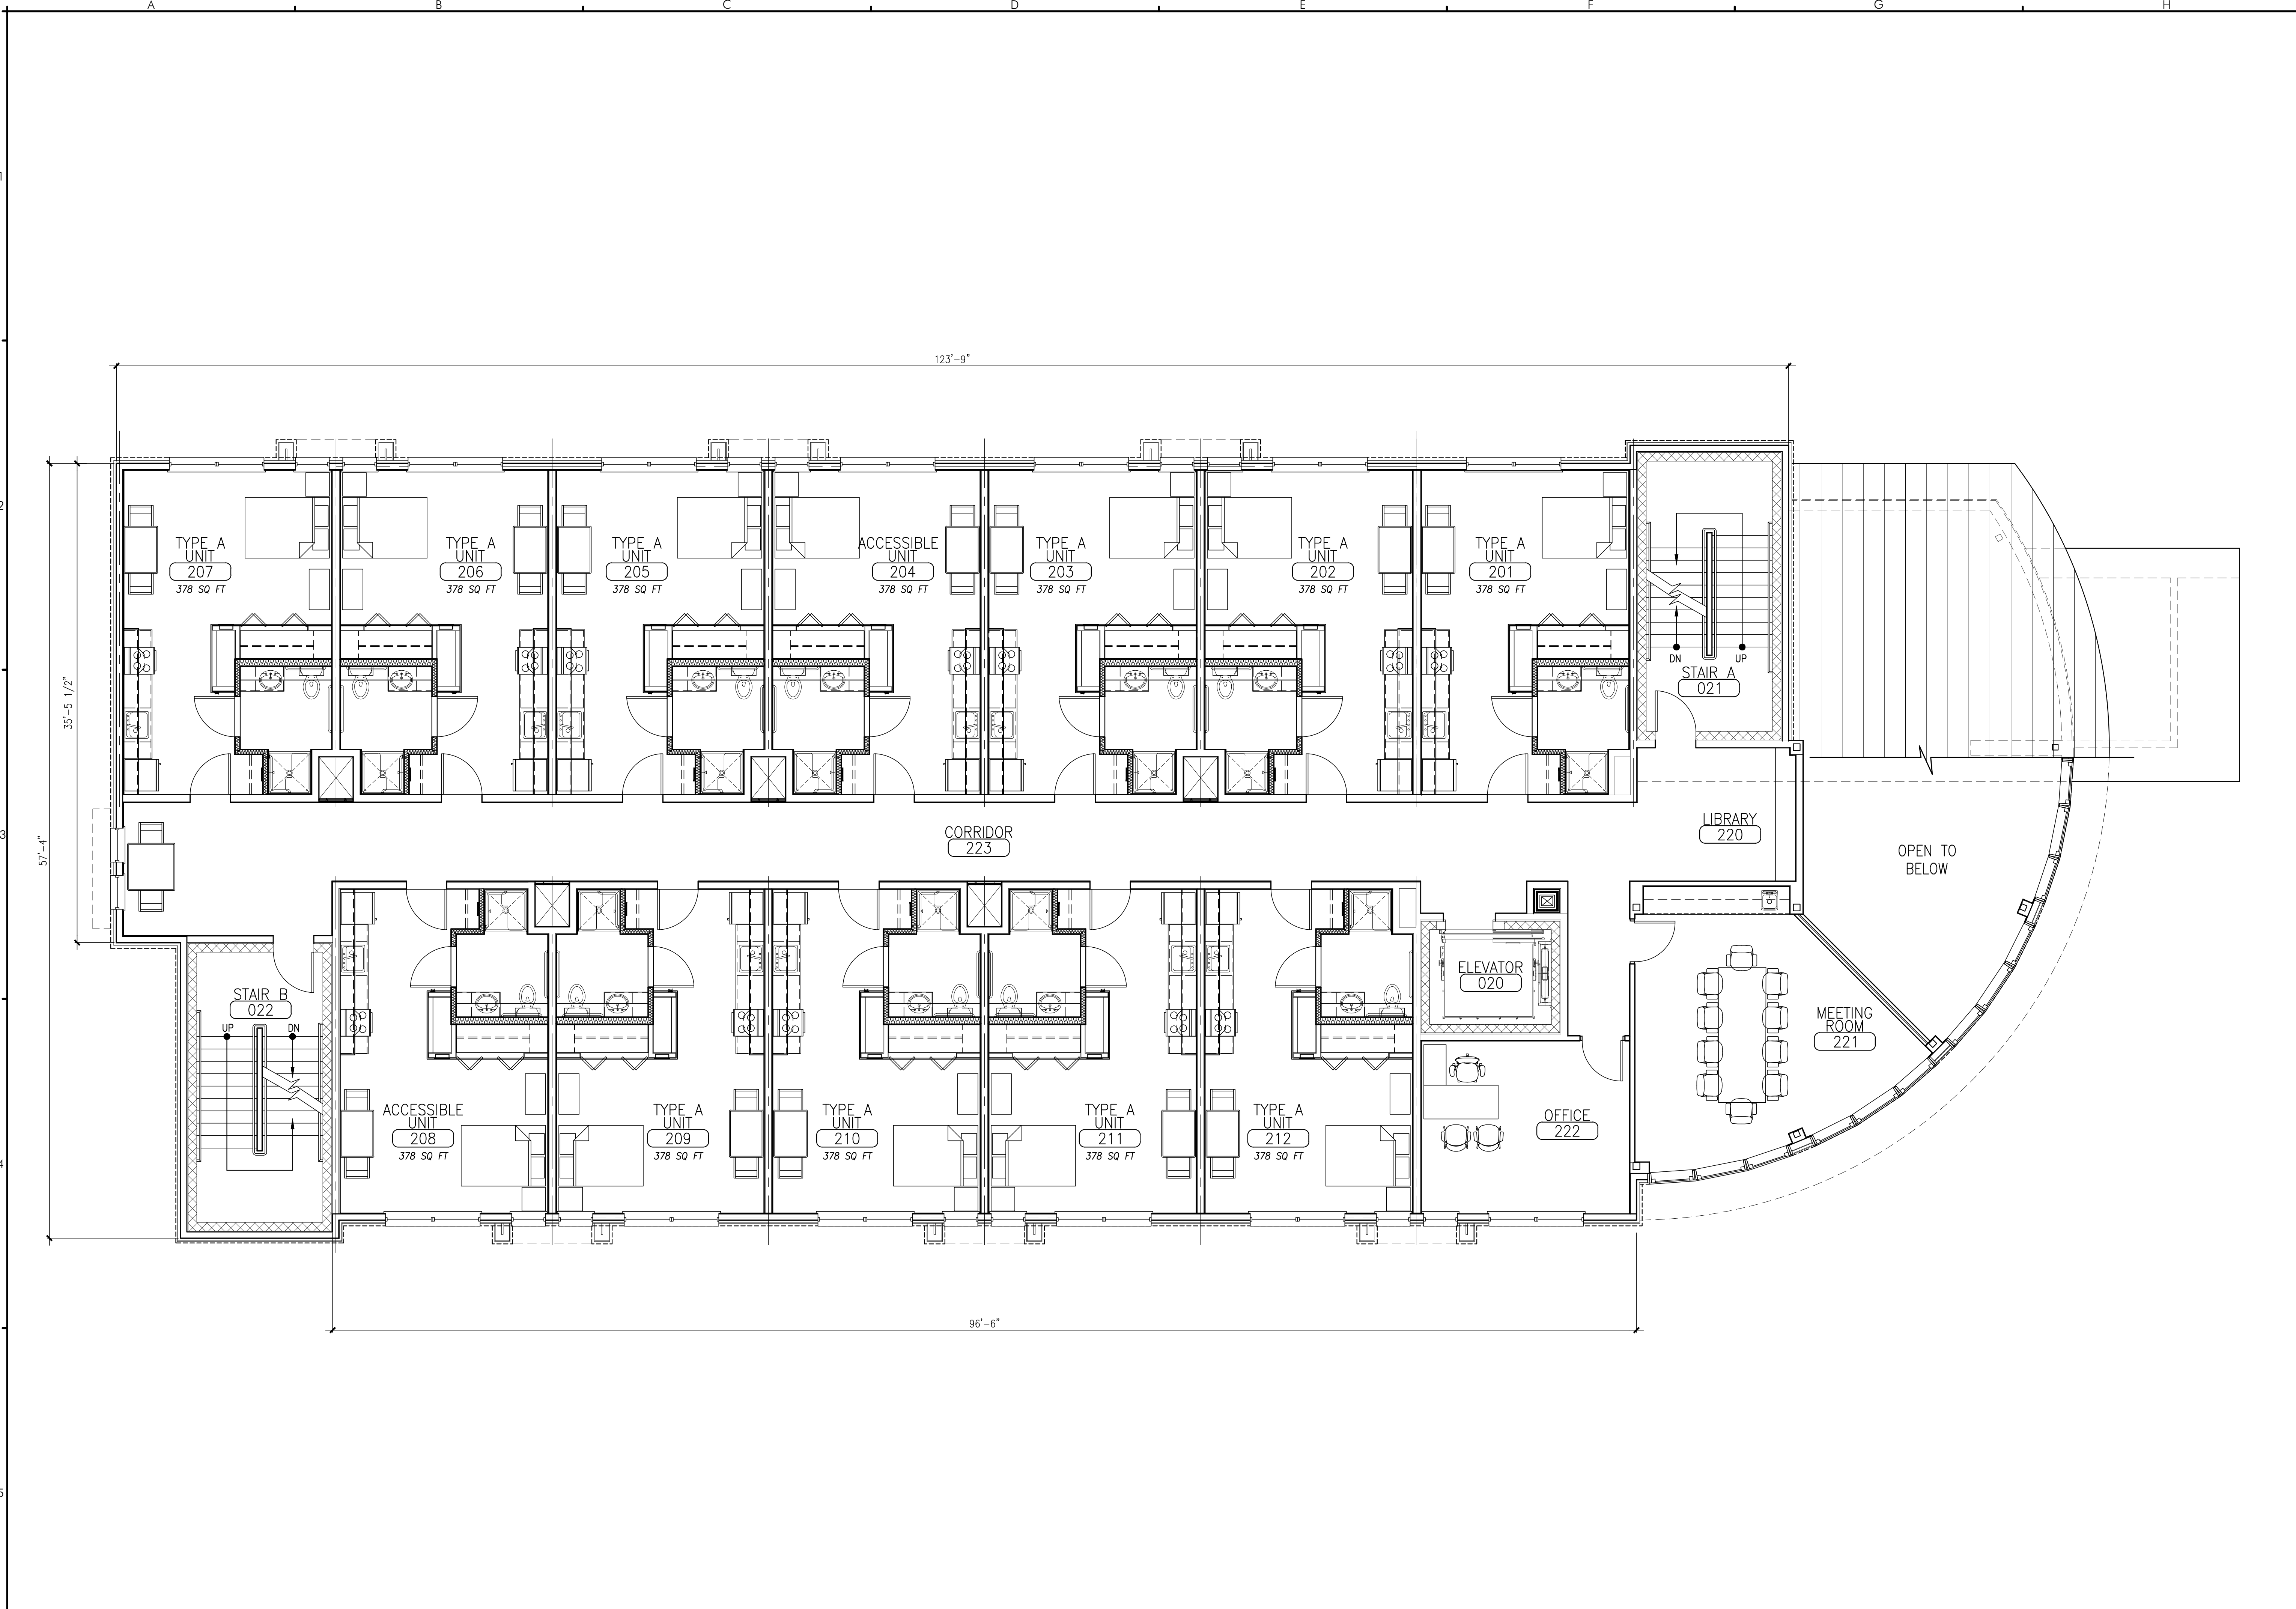 A B C D E F G H
1
123'-9"
2
TYPE A
UNIT
207
378 SQ FT
TYPE A
UNIT
206
378 SQ FT
TYPE A
UNIT
205
378 SQ FT
ACCESSIBLE
UNIT
204
378 SQ FT
TYPE A
UNIT
203
378 SQ FT
TYPE A
UNIT
202
378 SQ FT
TYPE A
UNIT
201
378 SQ FT
DN
UP
STAIR A
021
35'-5 1/2"
57'-4"
3
CORRIDOR
223
LIBRARY
220
OPEN TO
BELOW
STAIR B
022
UP
DN
ELEVATOR
020
MEETING
ROOM
221
4
ACCESSIBLE
UNIT
208
378 SQ FT
TYPE A
UNIT
209
378 SQ FT
TYPE A
UNIT
210
378 SQ FT
TYPE A
UNIT
211
378 SQ FT
TYPE A
UNIT
212
378 SQ FT
OFFICE
222
96'-6"
5